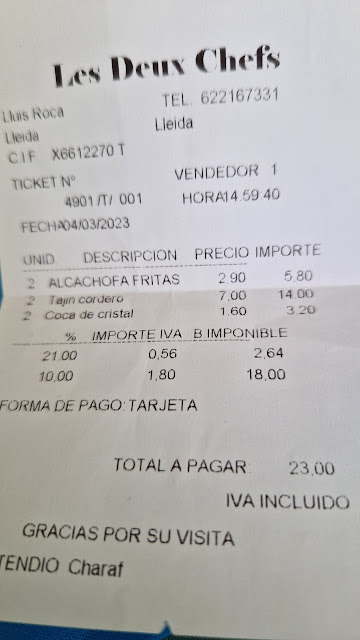 Les Deux Chefs
Lluis Roca TEL. 622167331
Lleida Lleida
C I F X6612270 T
TICKET Nº VENDEDOR 1
4901 /T/ 001 HORA14.59.40
FECHA04/03/2023
UNID DESCRIPCION PRECIO IMPORTE
2 ALCACHOFA FRITAS 2.90 5,80
2 Tajin cordero 7,00 14,00
2 Coca de cristal 1.60 3.20
% IMPORTE IVA B.IMPONIBLE
21.00 0,56 2,64
10,00 1,80 18,00
FORMA DE PAGO: TARJETA
TOTAL A PAGAR: 23,00
IVA INCLUIDO
GRACIAS POR SU VISITA
TENDIO Charaf